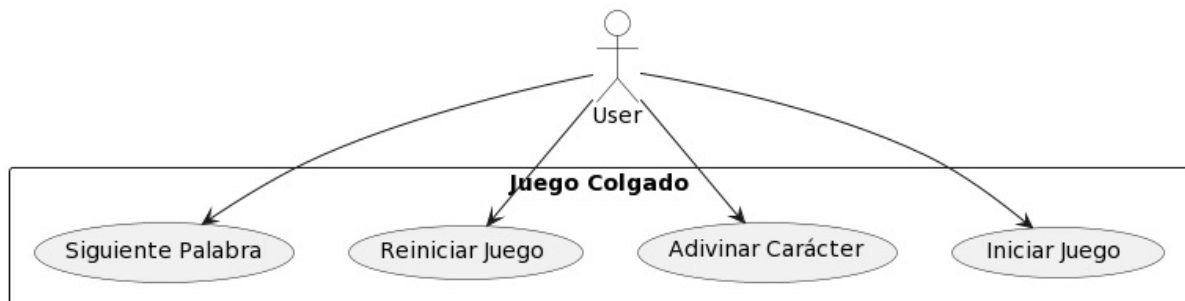 User
Juego Colgado
Siguiente Palabra
Reiniciar Juego
Adivinar Carácter
Iniciar Juego